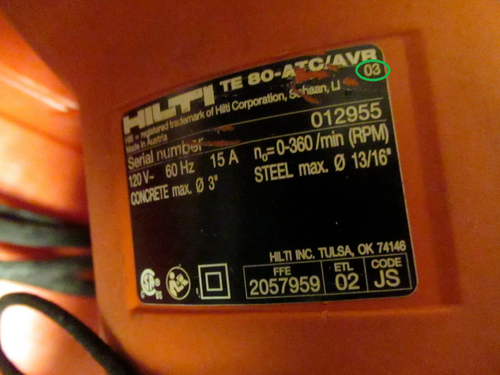 HILTI TE 80-ATC/AVR
03
Hilti = registered trademark of Hilti Corporation, Schaan, LI
Made in Austria
Serial number 012955
120 V~ 60 Hz 15 A n₀=0-360 /min (RPM)
CONCRETE max. Ø 3" STEEL max. Ø 13/16"
HILTI INC. TULSA, OK 74146
FFE ETL CODE
2057959 02 JS